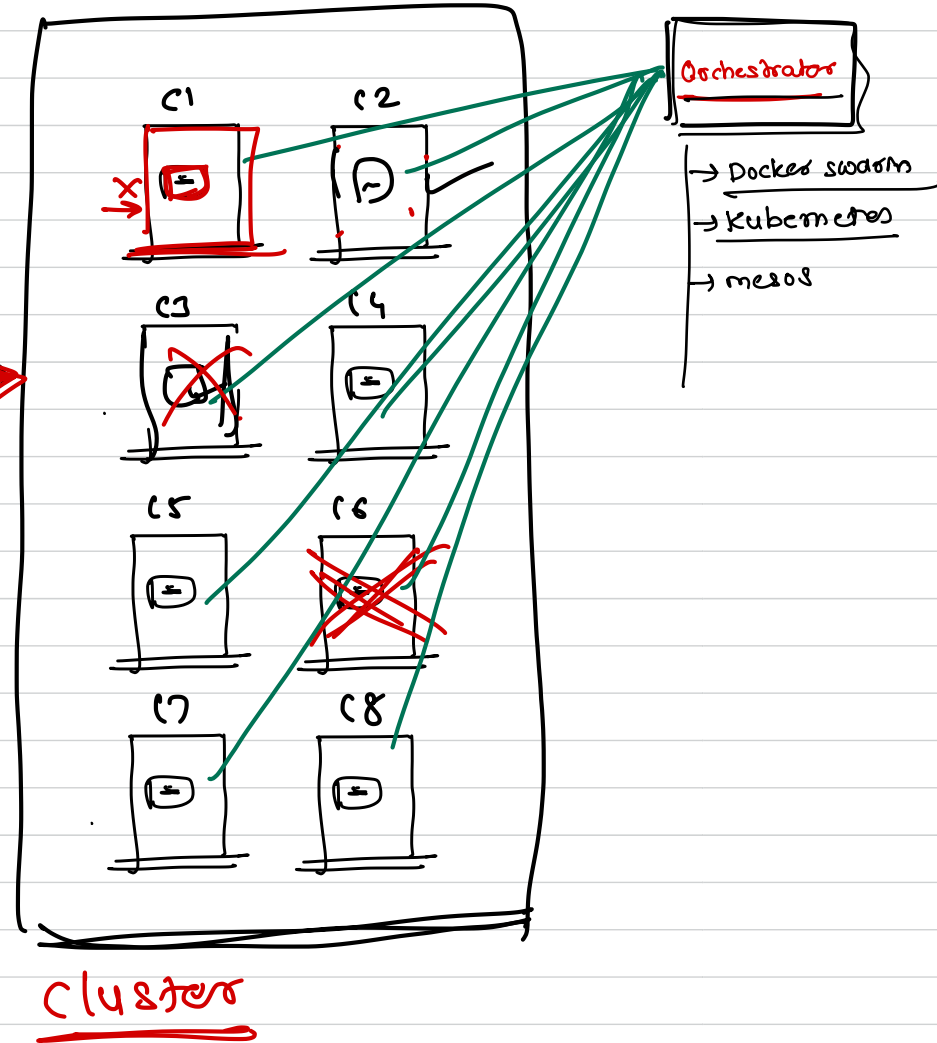 Orchestrator
C1 C2
→ Docker swarm
X
→ Kubernetes
→ mesos
C3 C4
C5 C6
C7 C8
Cluster